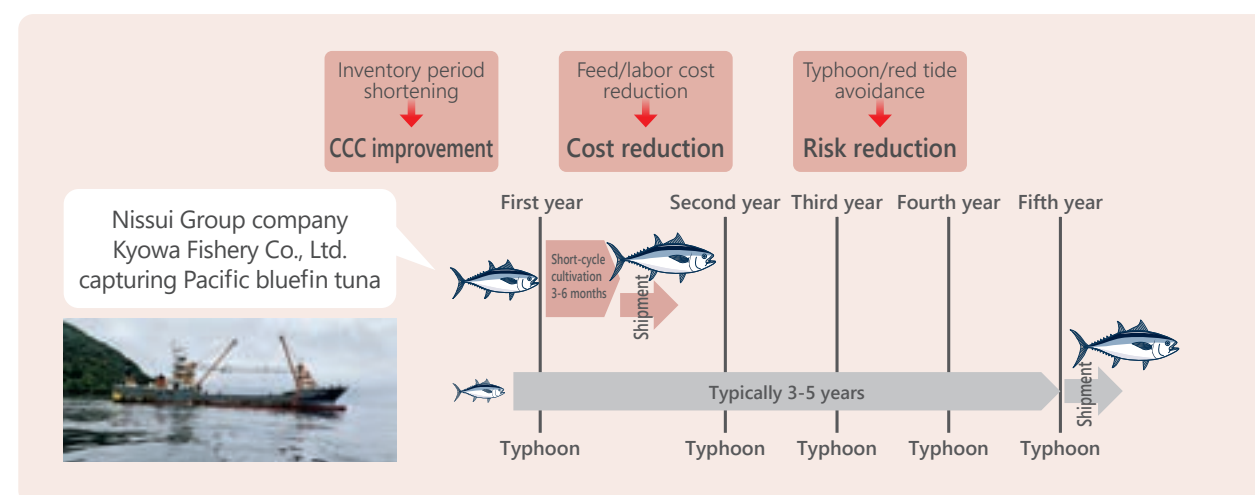 Inventory period
shortening
CCC improvement
Feed/labor cost
reduction
Cost reduction
Typhoon/red tide
avoidance
Risk reduction
Nissui Group company
Kyowa Fishery Co., Ltd.
capturing Pacific bluefin tuna
First year
Second year
Third year
Fourth year
Fifth year
Short-cycle
cultivation
3-6 months
Shipment
Typically 3-5 years
Shipment
Typhoon
Typhoon
Typhoon
Typhoon
Typhoon